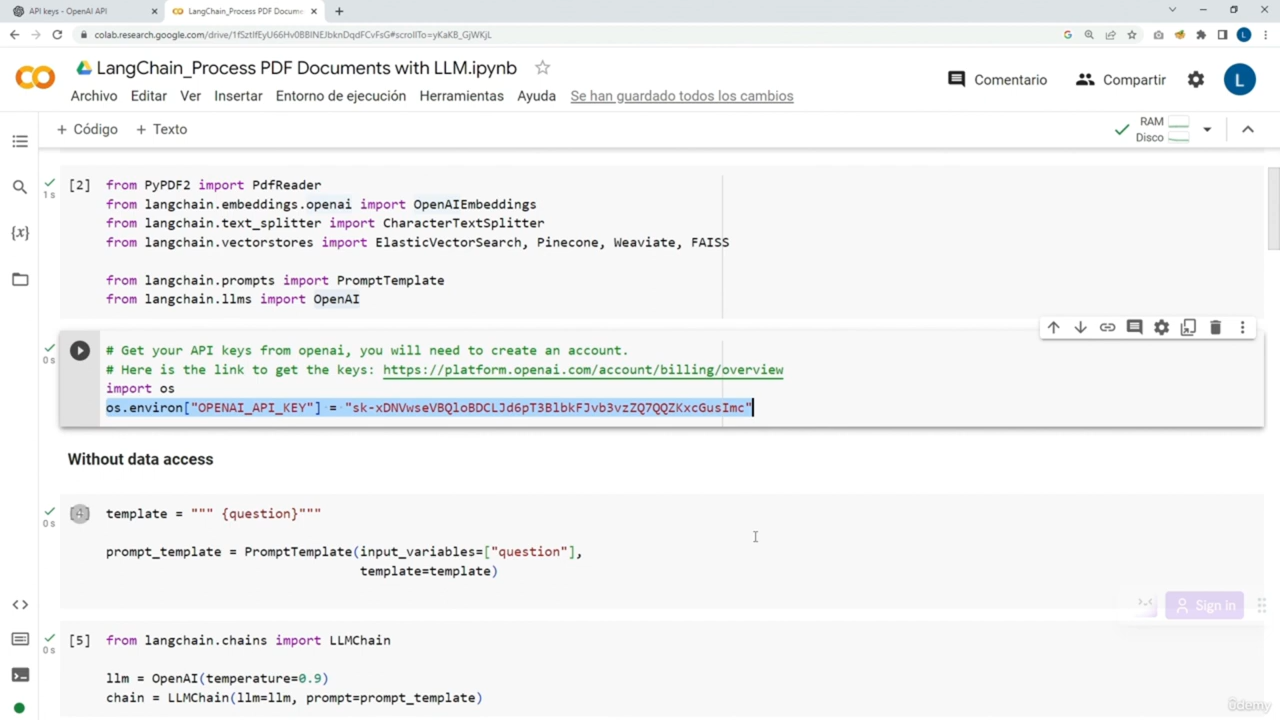 API keys - OpenAI API
LangChain_Process PDF Docume
colab.research.google.com/drive/1fSztIfEyU66Hv0BBINEJbknDqdFCvFsG#scrollTo=yKaKB_GjWKjL
LangChain_Process PDF Documents with LLM.ipynb
Comentario
Compartir
L
Archivo Editar Ver Insertar Entorno de ejecución Herramientas Ayuda Se han guardado todos los cambios
+ Código + Texto
RAM
Disco
[2]
1 s
from PyPDF2 import PdfReader
from langchain.embeddings.openai import OpenAIEmbeddings
from langchain.text_splitter import CharacterTextSplitter
from langchain.vectorstores import ElasticVectorSearch, Pinecone, Weaviate, FAISS
from langchain.prompts import PromptTemplate
from langchain.llms import OpenAI
0 s
# Get your API keys from openai, you will need to create an account.
# Here is the link to get the keys: https://platform.openai.com/account/billing/overview
import os
os.environ["OPENAI_API_KEY"] = "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"
Without data access
[4]
0 s
template = """ {question}"""
prompt_template = PromptTemplate(input_variables=["question"],
template=template)
Sign in
[5]
0 s
from langchain.chains import LLMChain
llm = OpenAI(temperature=0.9)
chain = LLMChain(llm=llm, prompt=prompt_template)
ûdemy